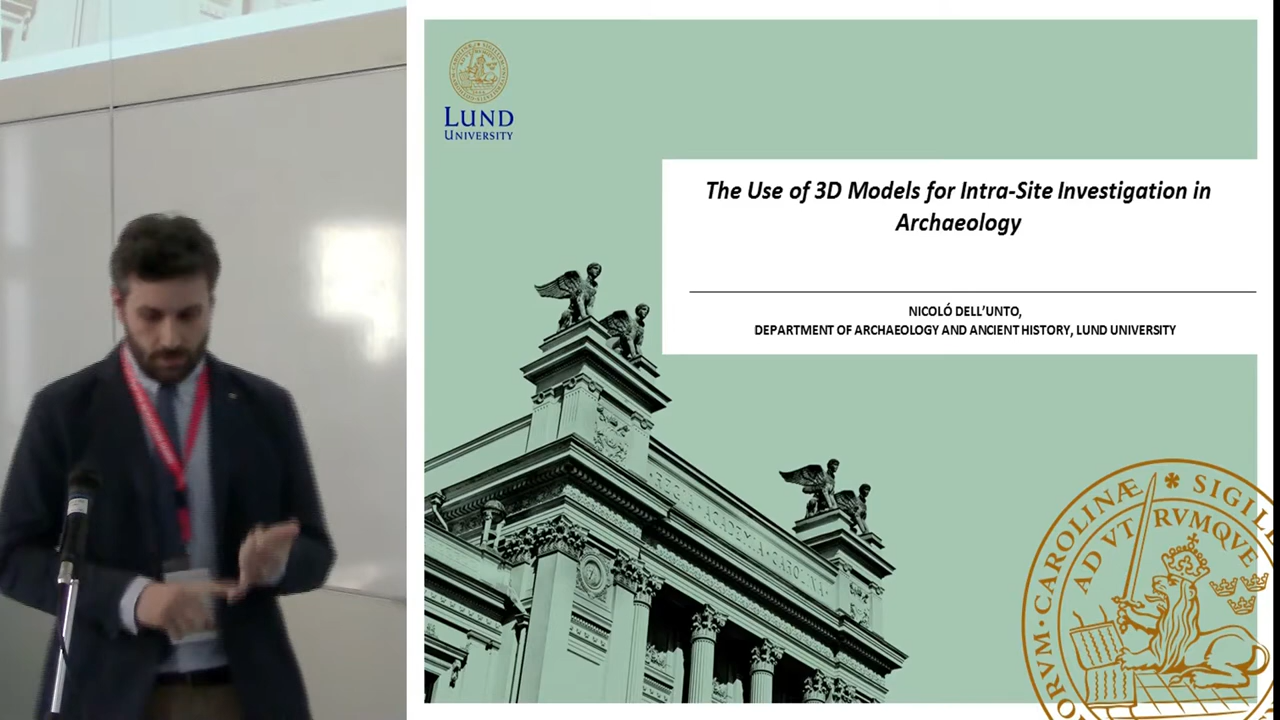 LUND
UNIVERSITY
The Use of 3D Models for Intra-Site Investigation in
Archaeology
NICOLÓ DELL'UNTO,
DEPARTMENT OF ARCHAEOLOGY AND ANCIENT HISTORY, LUND UNIVERSITY
ORVM · CAROLINÆ * SIGIL
AD VT RVMQVE